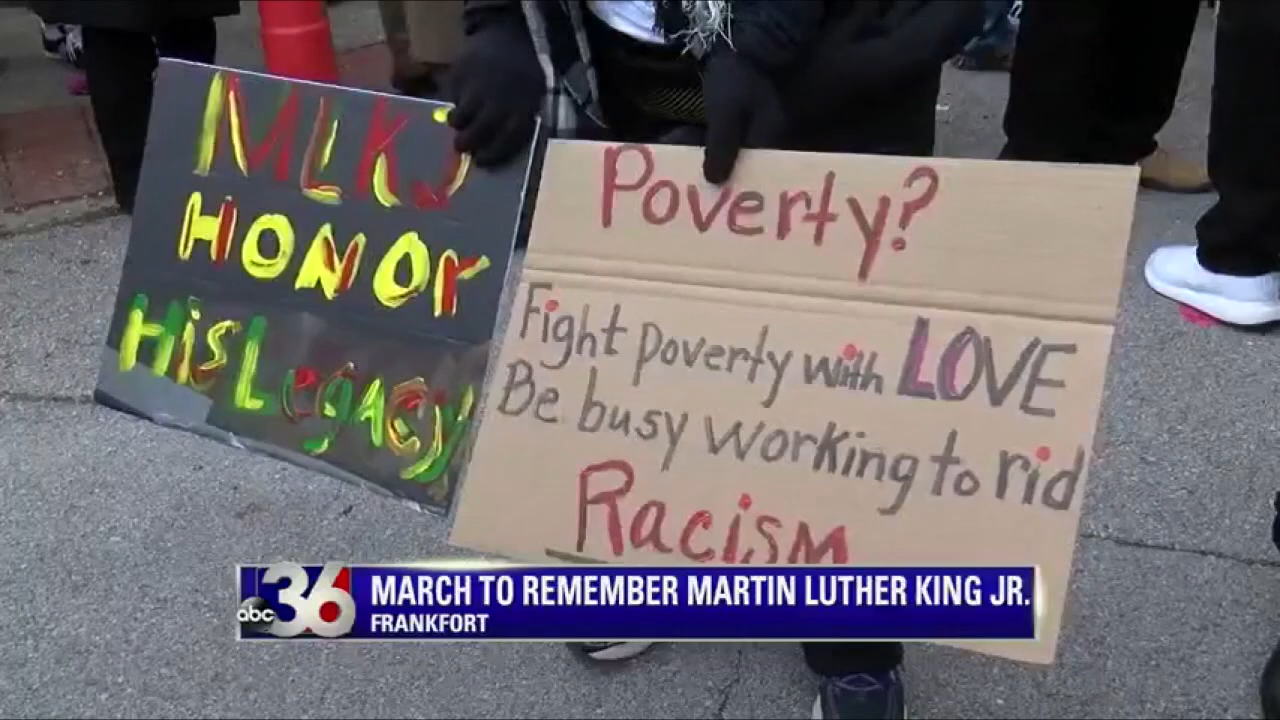 MLKJ
HONOr
HisLegacy
Poverty?
Fight poverty with LOVE
Be busy working to rid
Racism
abc 36
MARCH TO REMEMBER MARTIN LUTHER KING JR.
FRANKFORT